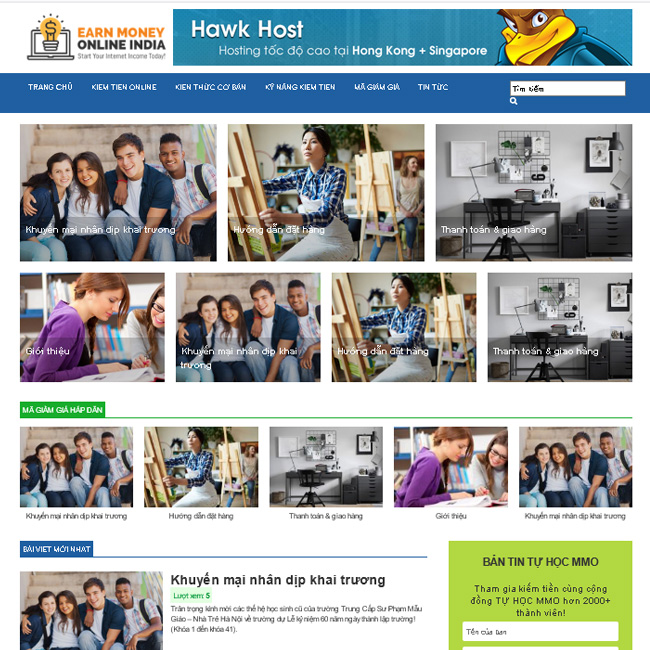 EARN MONEY
ONLINE INDIA
Start Your Internet Income Today!
Hawk Host
Hosting tốc độ cao tại Hong Kong + Singapore
TRANG CHỦ KIẾM TIỀN ONLINE KIẾN THỨC CƠ BẢN KỸ NĂNG KIẾM TIỀN MÃ GIẢM GIÁ TIN TỨC
Tìm kiếm
Khuyến mại nhân dịp khai trương
Hướng dẫn đặt hàng
Thanh toán & giao hàng
Giới thiệu
Khuyến mại nhân dịp khai
trương
Hướng dẫn đặt hàng
Thanh toán & giao hàng
MÃ GIẢM GIÁ HẤP DẪN
Khuyến mại nhân dịp khai trương
Hướng dẫn đặt hàng
Thanh toán & giao hàng
Giới thiệu
Khuyến mại nhân dịp khai trương
BÀI VIẾT MỚI NHẤT
Khuyến mại nhân dịp khai trương
Lượt xem: 5
Trân trọng kính mời các thế hệ học sinh cũ của trường Trung Cấp Sư Phạm Mẫu
Giáo – Nhà Trẻ Hà Nội về trường dự Lễ kỷ niệm 60 năm ngày thành lập trường!
(Khóa 1 đến khóa 41).
BẢN TIN TỰ HỌC MMO
Tham gia kiếm tiền cùng cộng
đồng TỰ HỌC MMO hơn 2000+
thành viên!
Tên của bạn